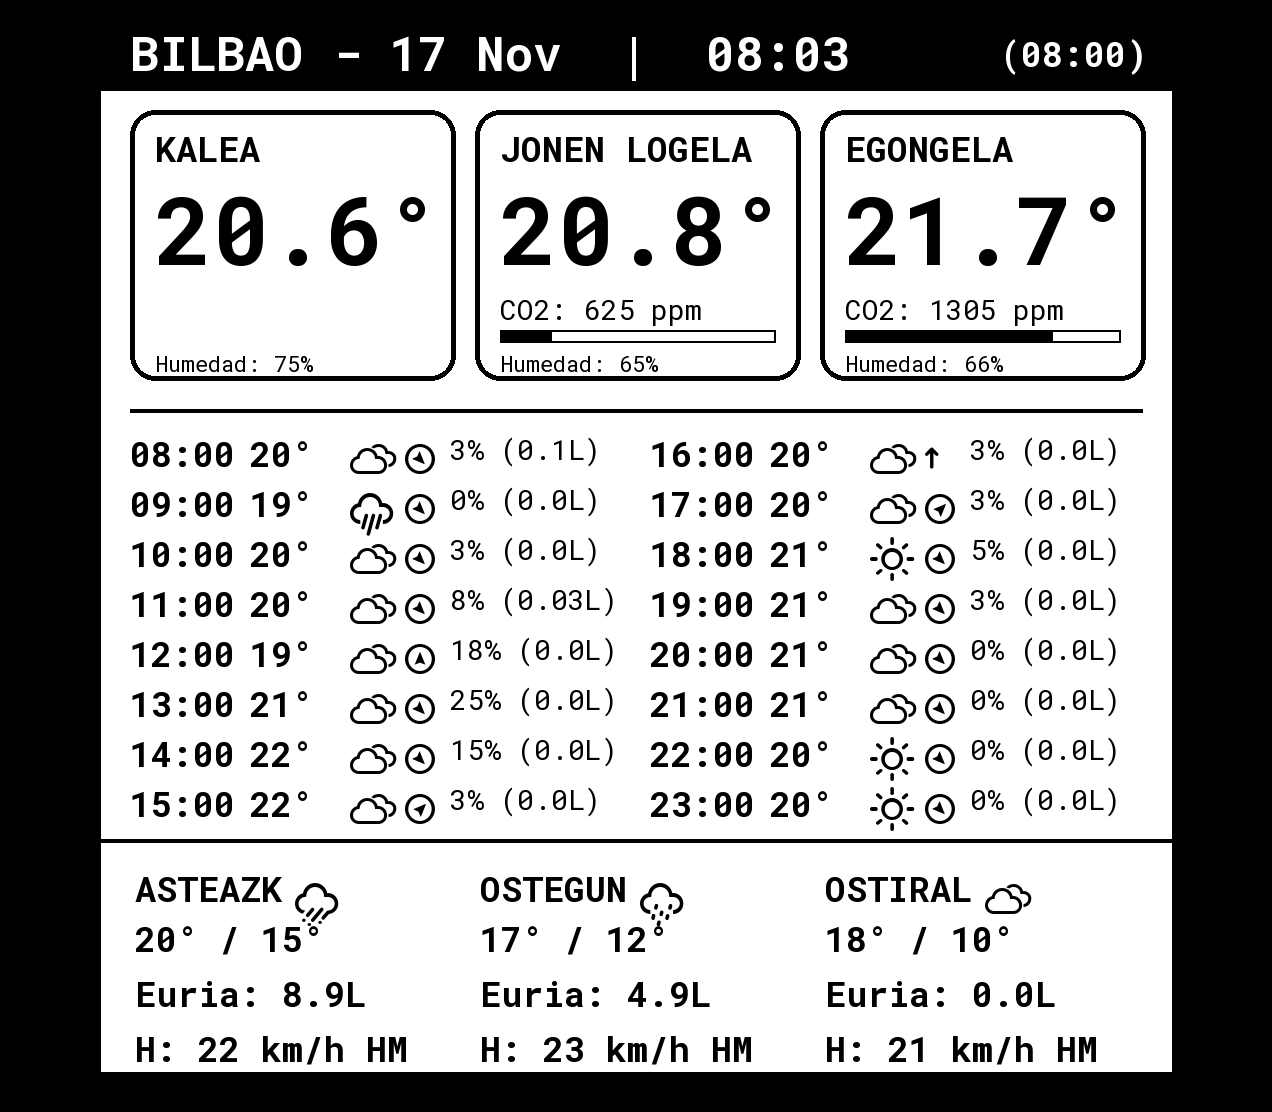 BILBAO - 17 Nov | 08:03 (08:00)
KALEA
20.6°
Humedad: 75%
JONEN LOGELA
20.8°
CO2: 625 ppm
Humedad: 65%
EGONGELA
21.7°
CO2: 1305 ppm
Humedad: 66%
08:00 20° 3% (0.1L)
09:00 19° 0% (0.0L)
10:00 20° 3% (0.0L)
11:00 20° 8% (0.03L)
12:00 19° 18% (0.0L)
13:00 21° 25% (0.0L)
14:00 22° 15% (0.0L)
15:00 22° 3% (0.0L)
16:00 20° ↑ 3% (0.0L)
17:00 20° 3% (0.0L)
18:00 21° 5% (0.0L)
19:00 21° 3% (0.0L)
20:00 21° 0% (0.0L)
21:00 21° 0% (0.0L)
22:00 20° 0% (0.0L)
23:00 20° 0% (0.0L)
ASTEAZK
20° / 15°
Euria: 8.9L
H: 22 km/h HM
OSTEGUN
17° / 12°
Euria: 4.9L
H: 23 km/h HM
OSTIRAL
18° / 10°
Euria: 0.0L
H: 21 km/h HM